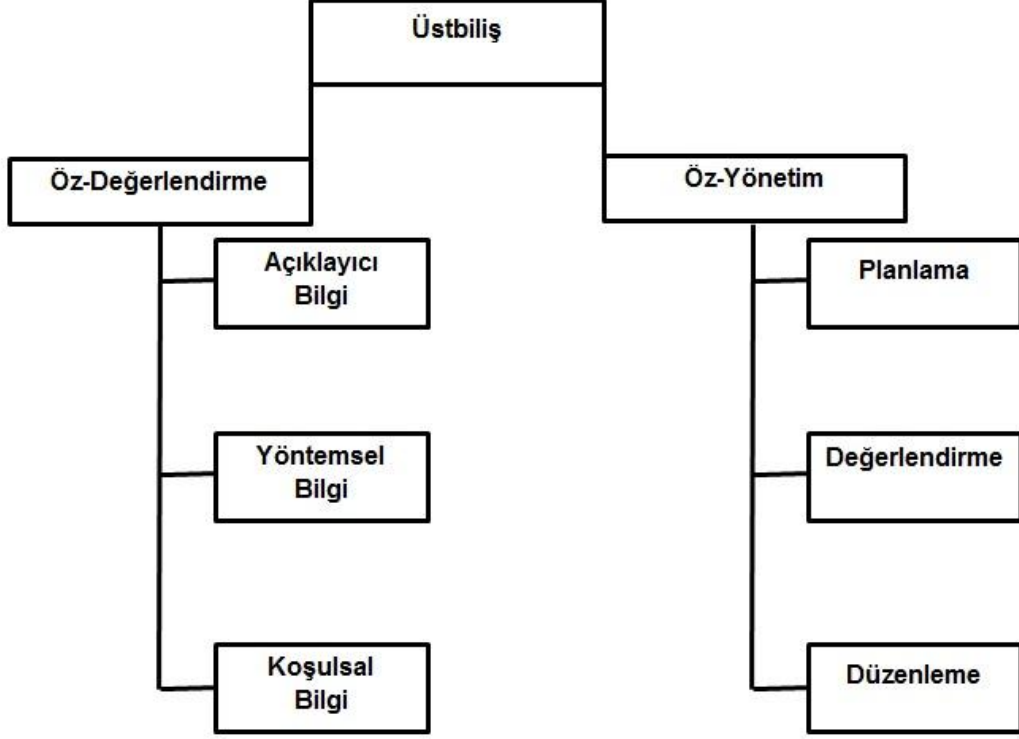 Üstbiliş
Öz-Değerlendirme
Öz-Yönetim
Açıklayıcı
Bilgi
Planlama
Yöntemsel
Bilgi
Değerlendirme
Koşulsal
Bilgi
Düzenleme